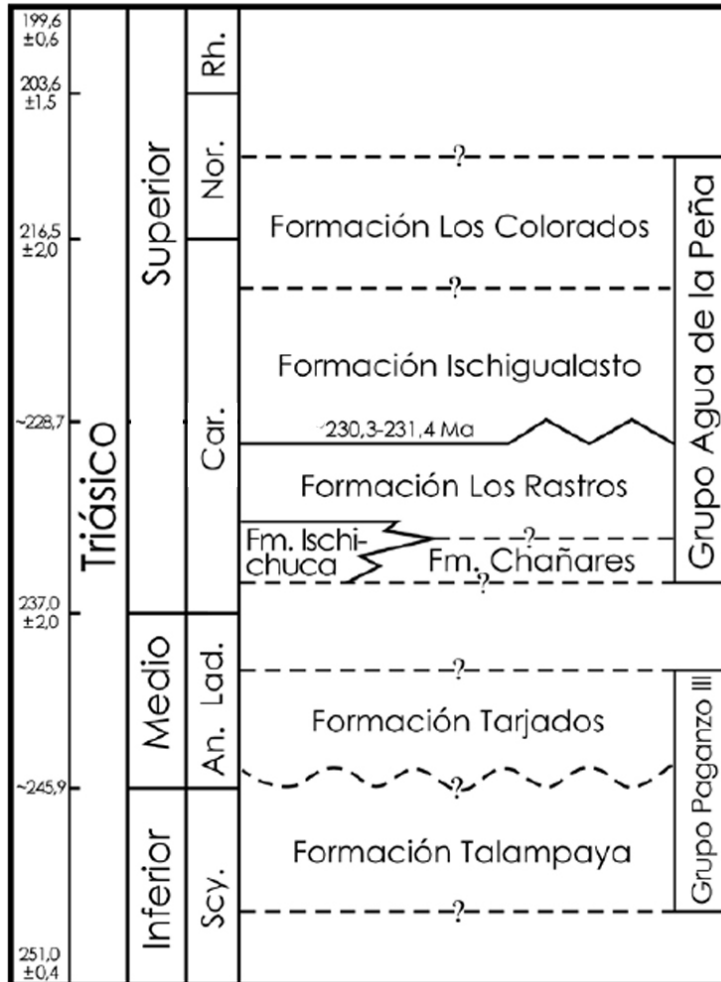 199,6
±0,6
203,6
±1,5
216,5
±2,0
~228,7
237,0
±2,0
~245,9
251,0
±0,4
Triásico
Superior
Medio
Inferior
Rh.
Nor.
Car.
Lad.
An.
Scy.
?
Formación Los Colorados
?
Formación Ischigualasto
~230,3-231,4 Ma
Formación Los Rastros
Fm. Ischi-
chuca
?
Fm. Chañares
?
?
Formación Tarjados
?
Formación Talampaya
?
Grupo Agua de la Peña
Grupo Paganzo III